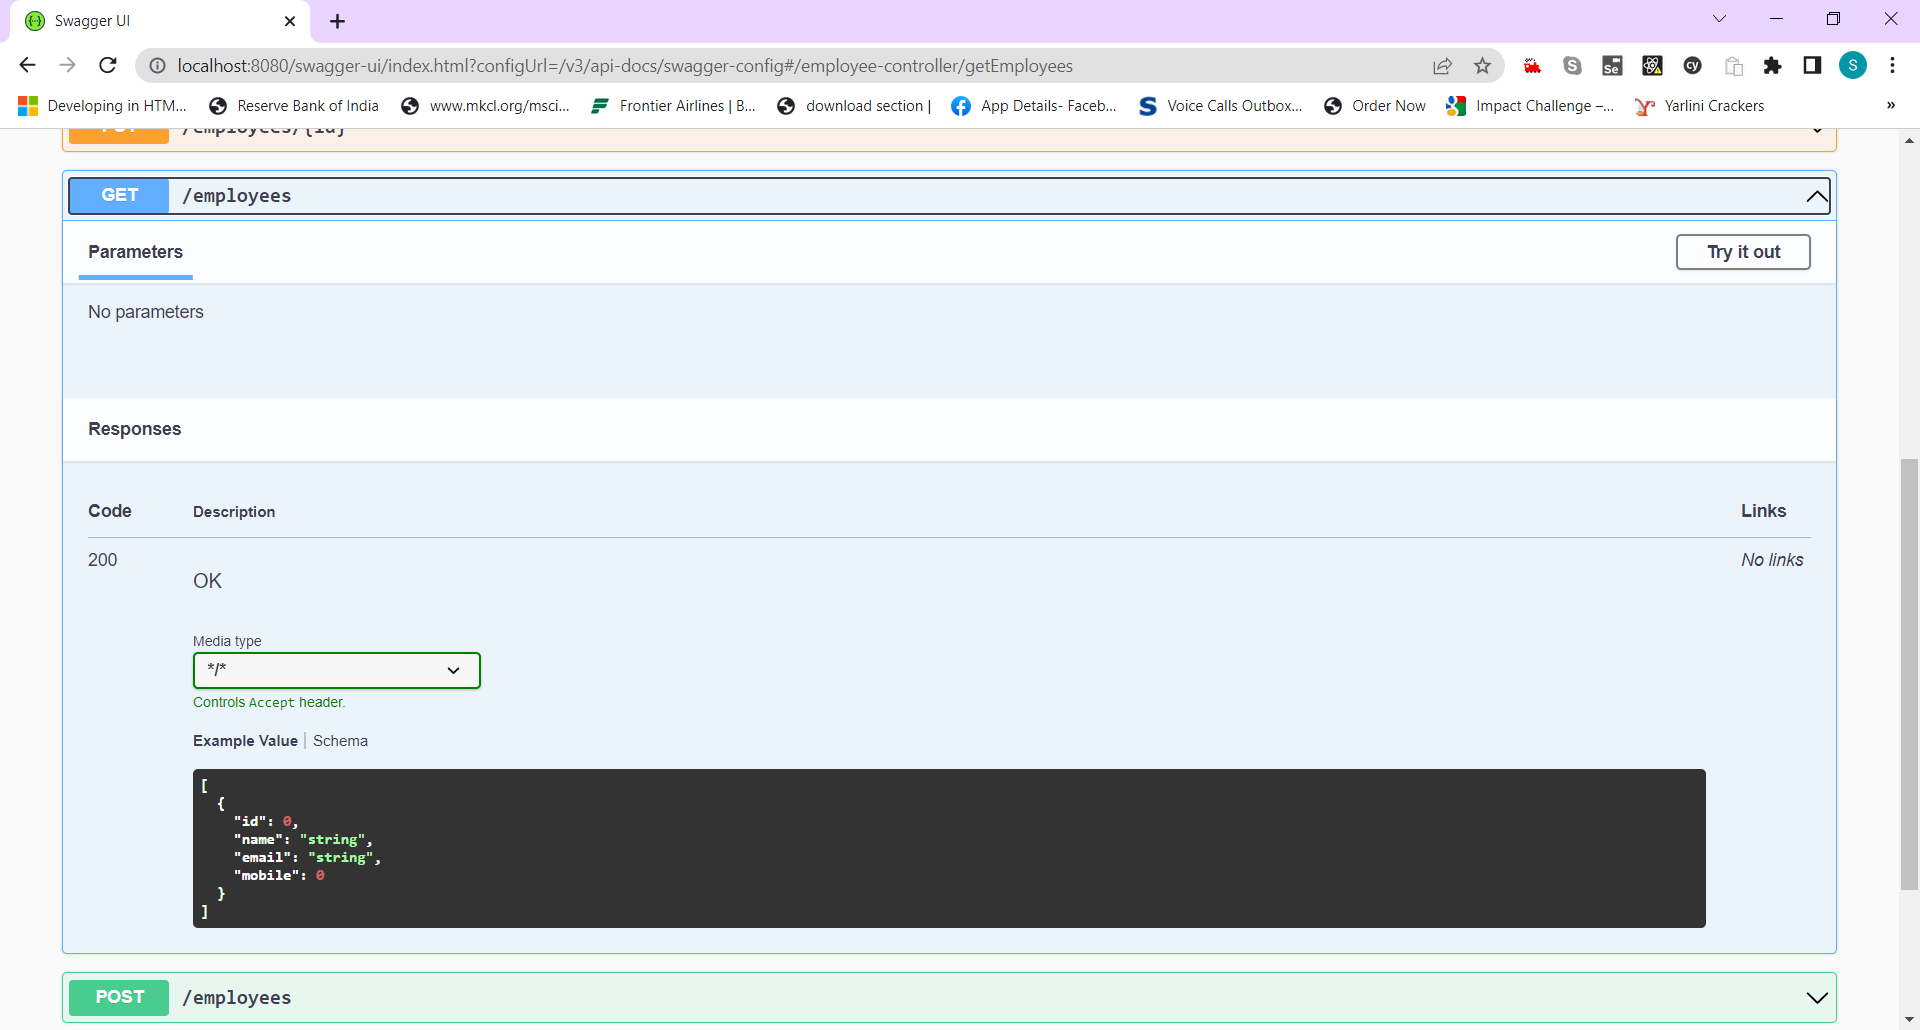 Swagger UI
localhost:8080/swagger-ui/index.html?configUrl=/v3/api-docs/swagger-config#/employee-controller/getEmployees
S
Developing in HTM... Reserve Bank of India www.mkcl.org/msci... Frontier Airlines | B... download section | App Details- Faceb... Voice Calls Outbox... Order Now Impact Challenge –... Yarlini Crackers »
/employees/{id}
GET /employees
Parameters Try it out
No parameters
Responses
Code Description Links
200 No links
OK
Media type
*/*
Controls Accept header.
Example Value Schema
[
{
"id": 0,
"name": "string",
"email": "string",
"mobile": 0
}
]
POST /employees